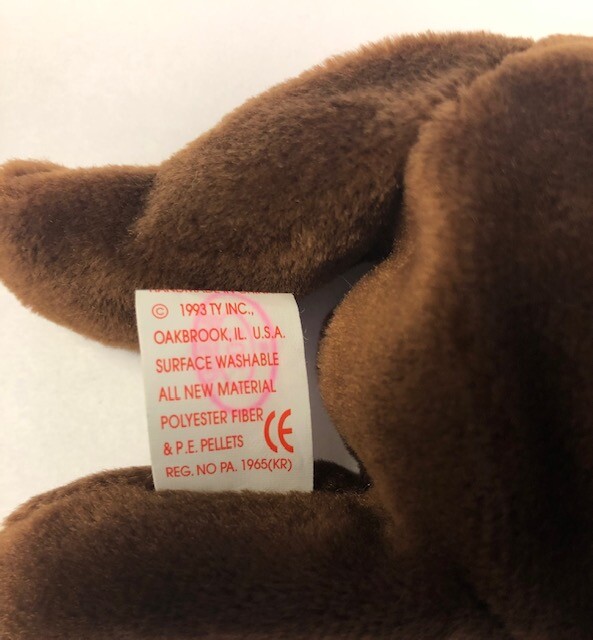 © 1993 TY INC.,
OAKBROOK, IL. U.S.A.
SURFACE WASHABLE
ALL NEW MATERIAL
POLYESTER FIBER
& P.E. PELLETS CE
REG. NO PA. 1965(KR)